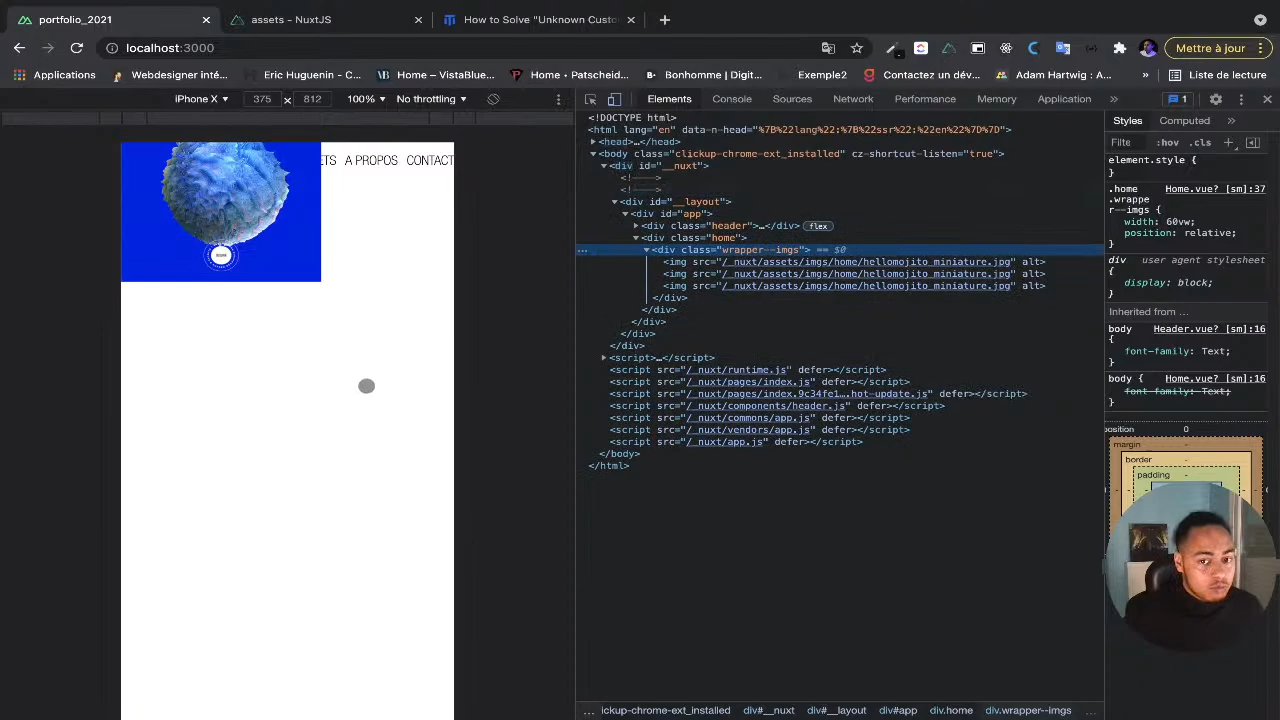 portfolio_2021 × assets - NuxtJS × How to Solve "Unknown Custo × +
localhost:3000 Mettre à jour
Applications Webdesigner inté... Eric Huguenin - C... Home – VistaBlue... Home • Patscheid... Bonhomme | Digit... Exemple2 Contactez un dév... Adam Hartwig : A... » Liste de lecture
iPhone X ▼ 375 × 812 100% ▼ No throttling ▼
Elements Console Sources Network Performance Memory Application » 1
ETS A PROPOS CONTACT
<!DOCTYPE html>
<html lang="en" data-n-head="%7B%22lang%22:%7B%22ssr%22:%22en%22%7D%7D">
<head>…</head>
<body class="clickup-chrome-ext_installed" cz-shortcut-listen="true">
<div id="__nuxt">
<!---->
<!---->
<div id="__layout">
<div id="app">
<div class="header">…</div> flex
<div class="home">
… <div class="wrapper--imgs"> == $0
<img src="/_nuxt/assets/imgs/home/hellomojito_miniature.jpg" alt>
<img src="/_nuxt/assets/imgs/home/hellomojito_miniature.jpg" alt>
<img src="/_nuxt/assets/imgs/home/hellomojito_miniature.jpg" alt>
</div>
</div>
</div>
</div>
</div>
<script>…</script>
<script src="/_nuxt/runtime.js" defer></script>
<script src="/_nuxt/pages/index.js" defer></script>
<script src="/_nuxt/pages/index.9c34fe1….hot-update.js" defer></script>
<script src="/_nuxt/components/header.js" defer></script>
<script src="/_nuxt/commons/app.js" defer></script>
<script src="/_nuxt/vendors/app.js" defer></script>
<script src="/_nuxt/app.js" defer></script>
</body>
</html>
… ickup-chrome-ext_installed div#__nuxt div#__layout div#app div.home div.wrapper--imgs …
Styles Computed »
Filte :hov .cls +
element.style {
}
.home Home.vue? [sm]:37
.wrappe
r--imgs {
width: 60vw;
position: relative;
}
div user agent stylesheet
{
display: block;
}
Inherited from …
body Header.vue? [sm]:16
{
font-family: Text;
}
body { Home.vue? [sm]:16
font-family: Text;
}
position 0
margin -
border -
padding -